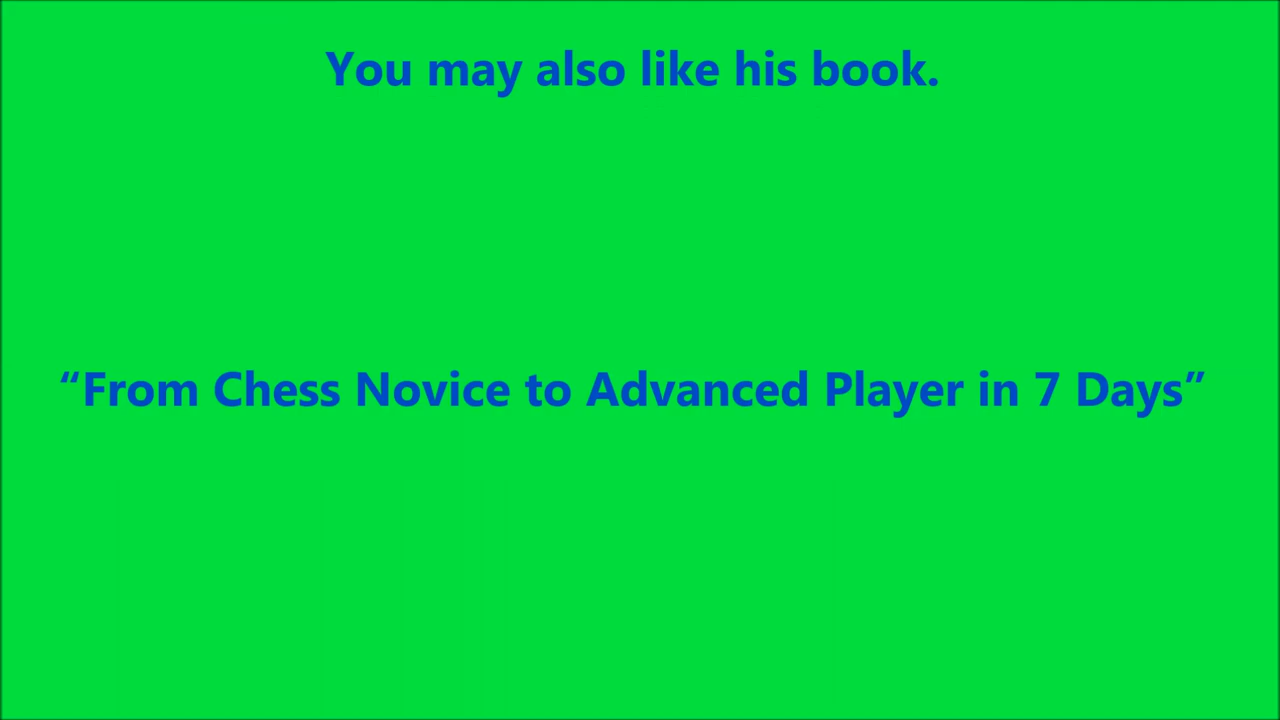 You may also like his book.
“From Chess Novice to Advanced Player in 7 Days”